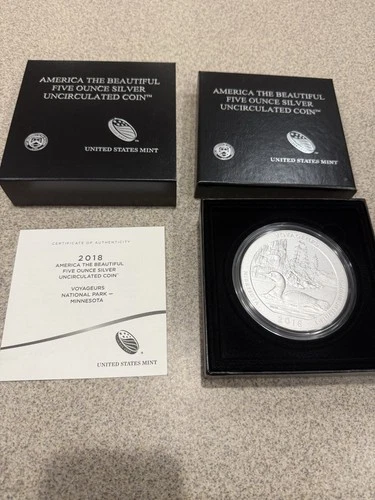 AMERICA THE BEAUTIFUL
FIVE OUNCE SILVER
UNCIRCULATED COIN™
UNITED STATES MINT
AMERICA THE BEAUTIFUL
FIVE OUNCE SILVER
UNCIRCULATED COIN™
UNITED STATES MINT
CERTIFICATE OF AUTHENTICITY
2018
AMERICA THE BEAUTIFUL
FIVE OUNCE SILVER
UNCIRCULATED COIN™
VOYAGEURS
NATIONAL PARK —
MINNESOTA
UNITED STATES MINT
2018